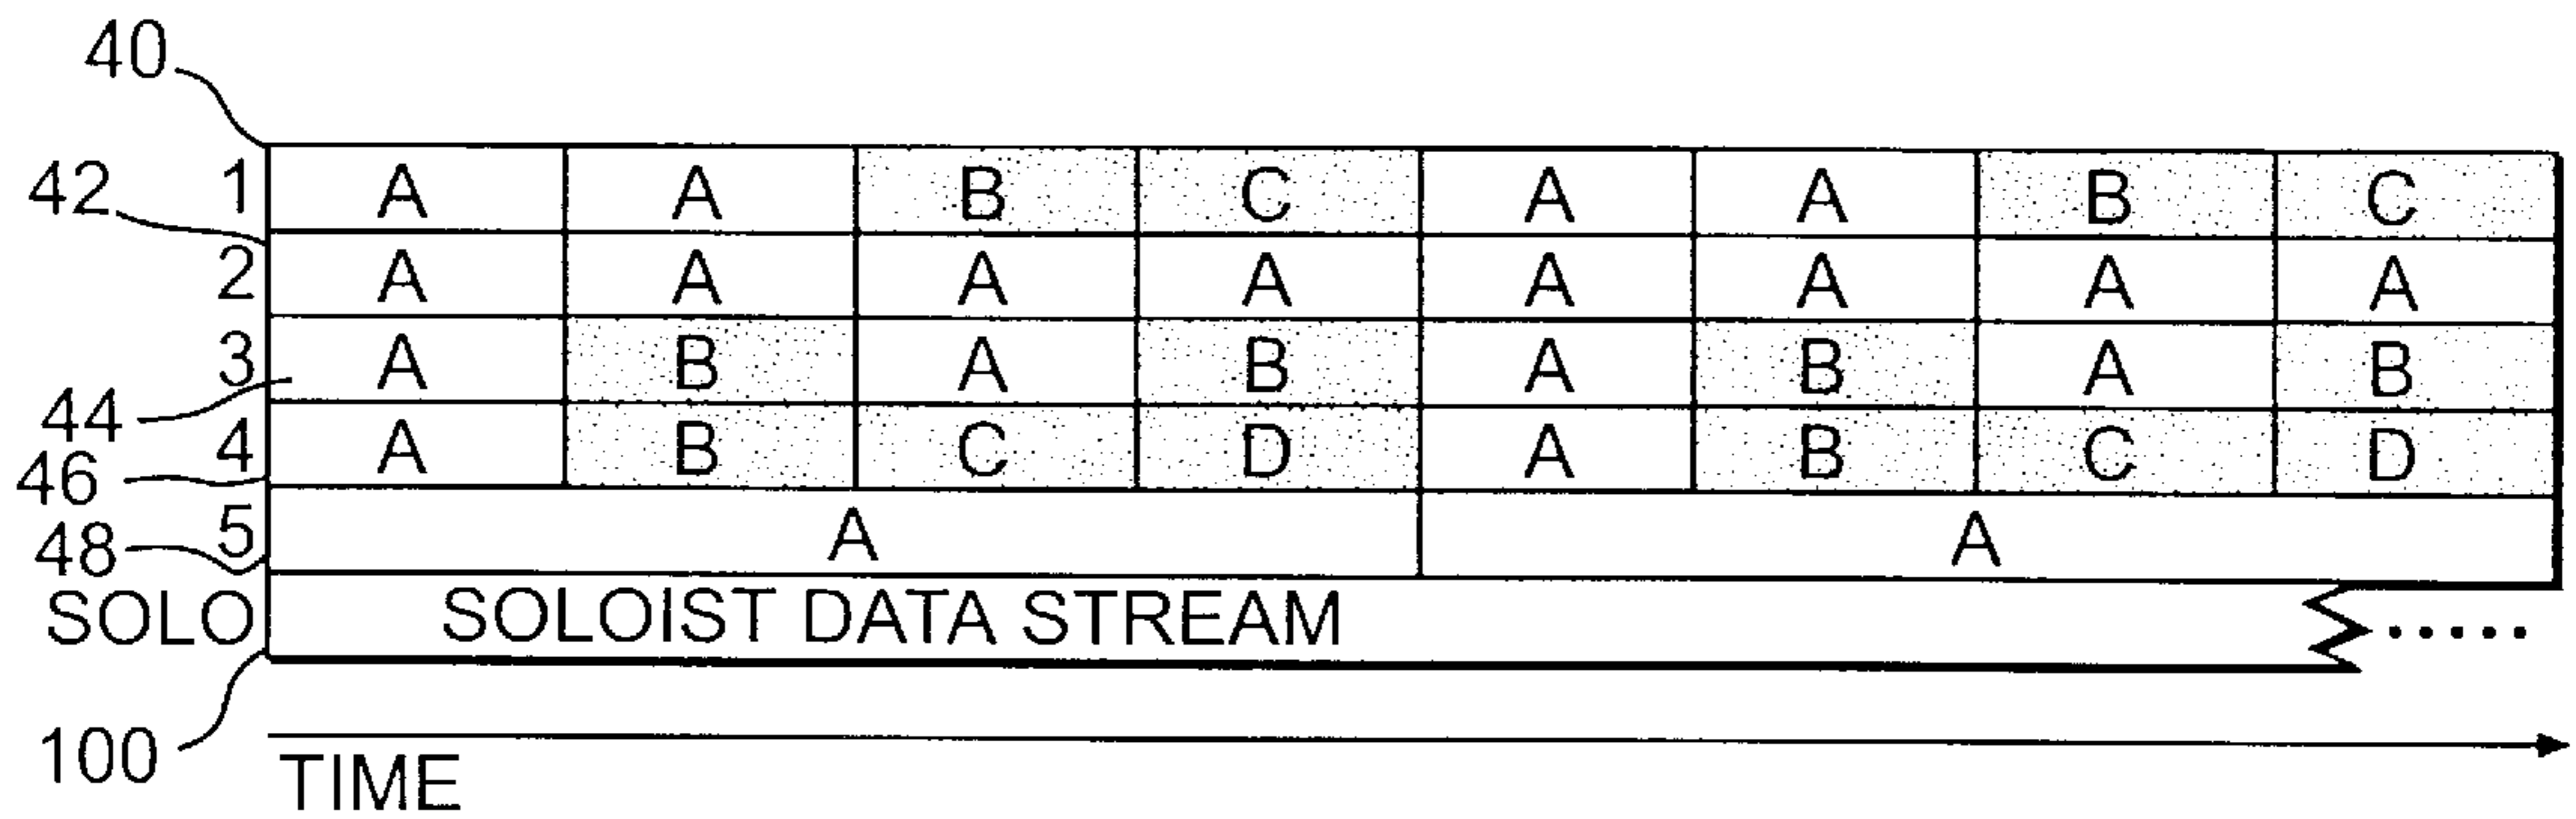 40
42 1 A A B C A A B C
2 A A A A A A A A
44 3 A B A B A B A B
46 4 A B C D A B C D
48 5 A A
SOLO SOLOIST DATA STREAM .....
100
TIME